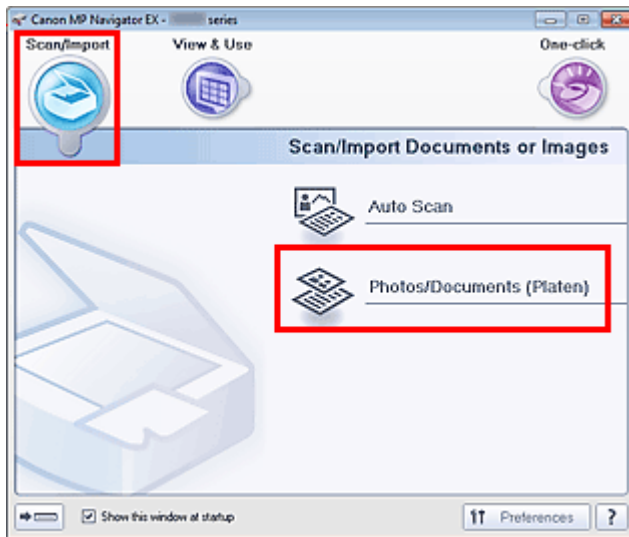 Canon MP Navigator EX - series
Scan/Import View & Use One-click
Scan/Import Documents or Images
Auto Scan
Photos/Documents (Platen)
Show this window at startup Preferences ?